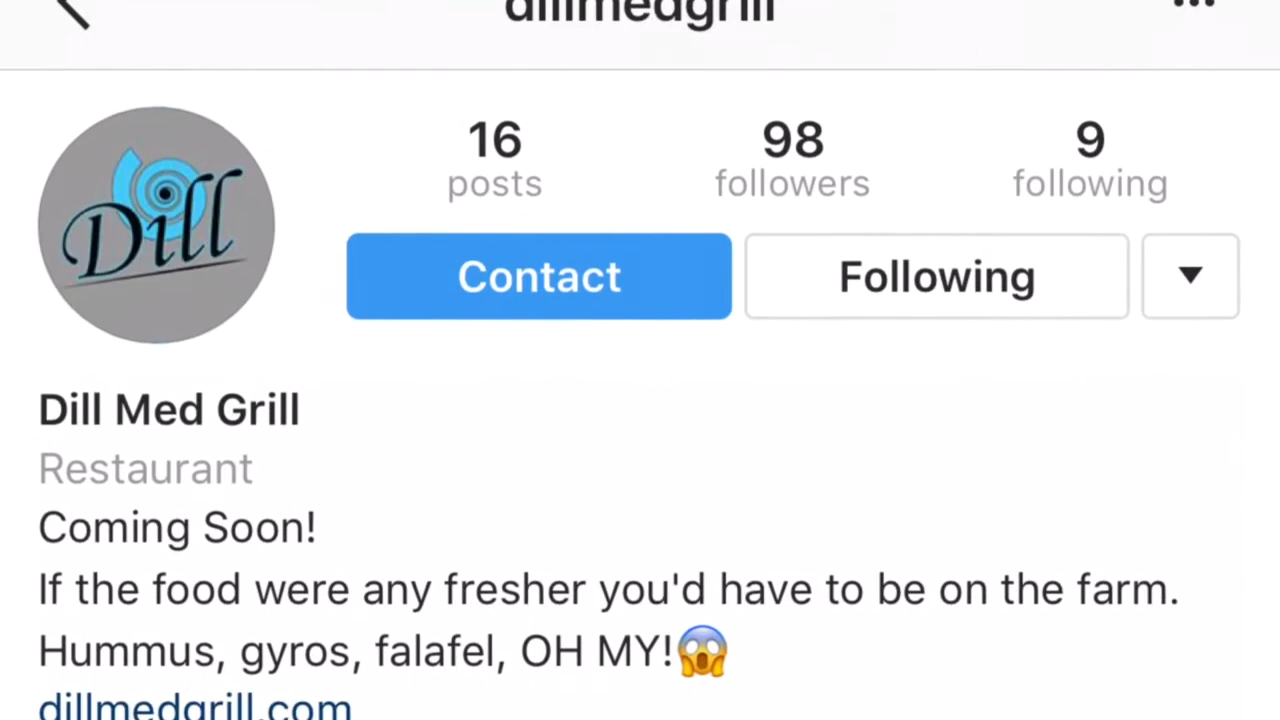 dillmedgrill
Dill
16 98 9
posts followers following
Contact Following
Dill Med Grill
Restaurant
Coming Soon!
If the food were any fresher you'd have to be on the farm.
Hummus, gyros, falafel, OH MY!😱
dillmedgrill.com